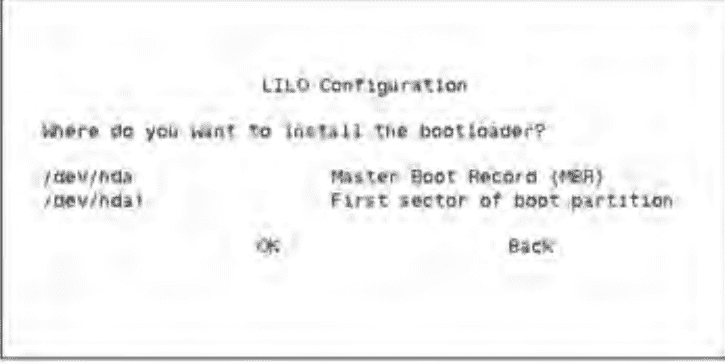 LILO Configuration
Where do you want to install the bootloader?
/dev/hda Master Boot Record (MBR)
/dev/hda1 First sector of boot partition
OK Back